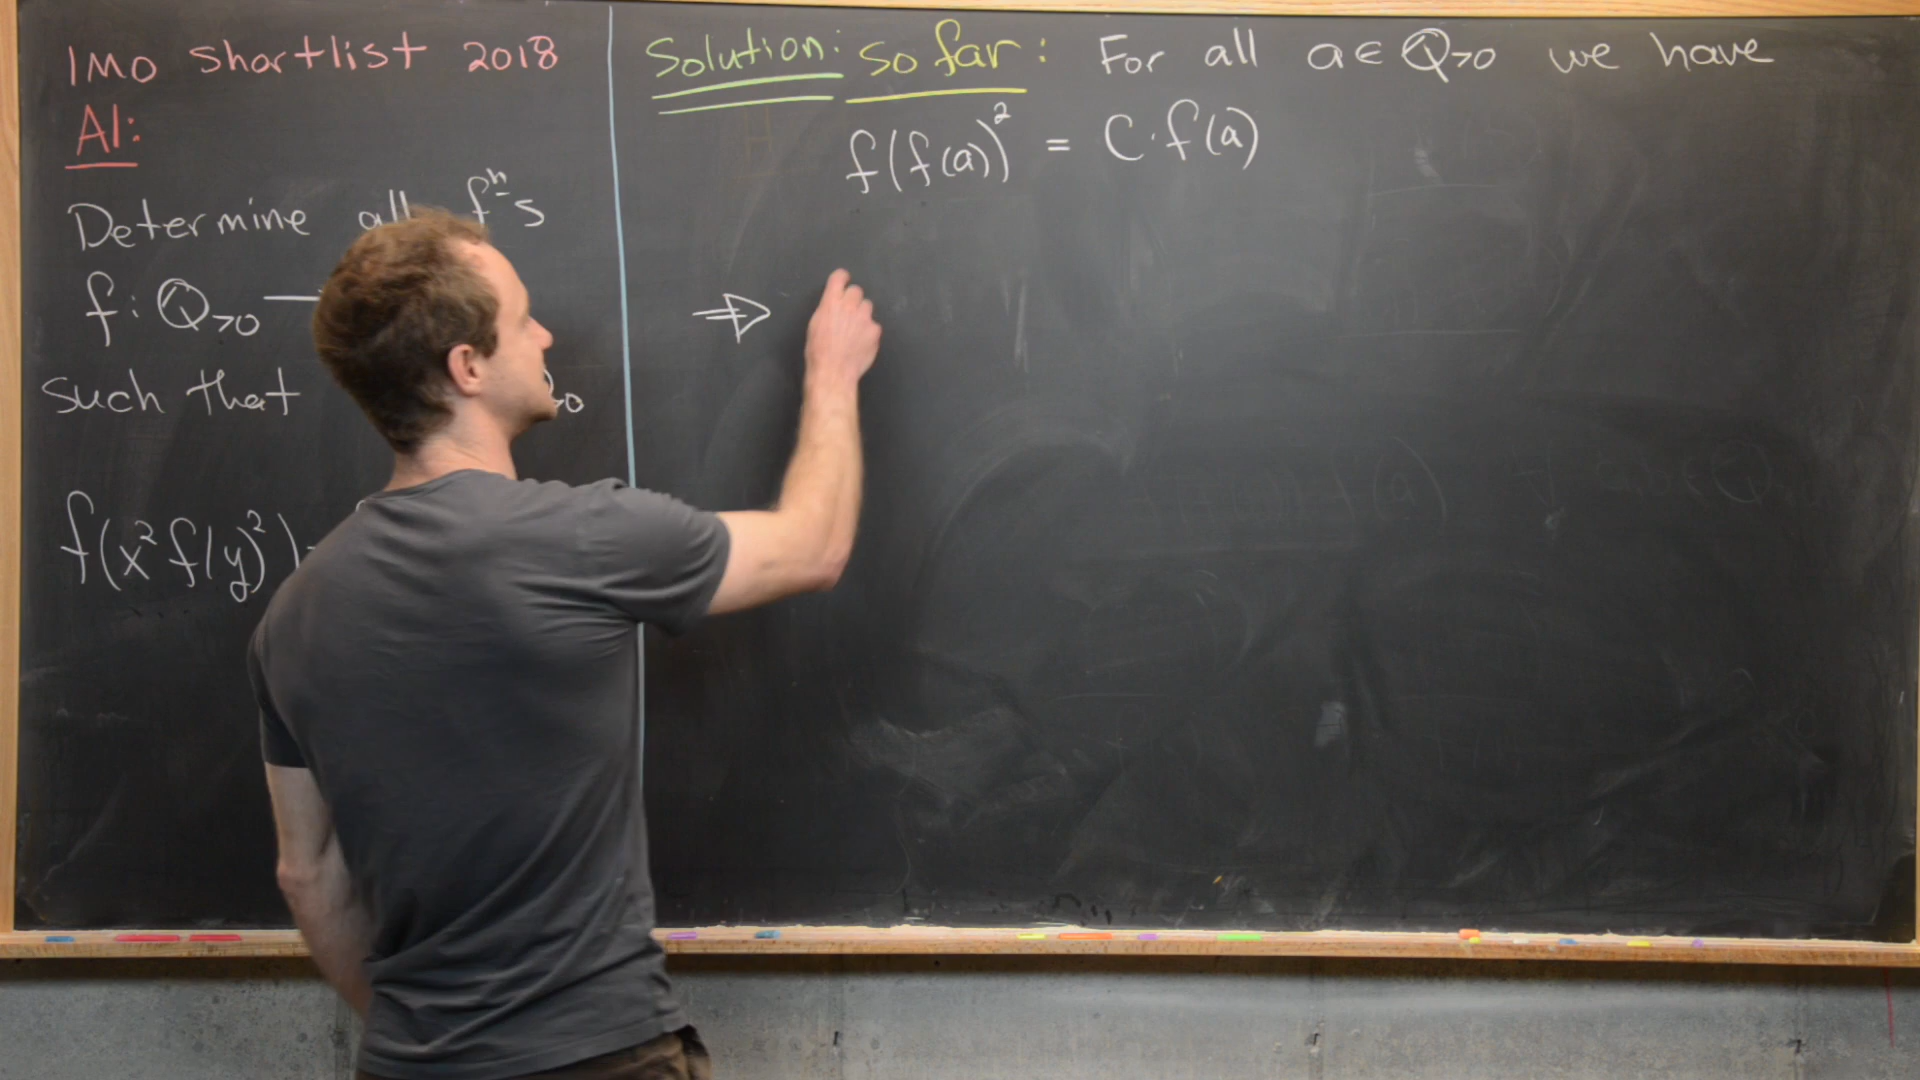 IMO Shortlist 2018
A1:
Determine all fⁿs
f: ℚ>0 →
such that
f(x²f(y)²) =
Solution: so far: For all a ∈ ℚ>0 we have
f(f(a))² = C·f(a)
⇒